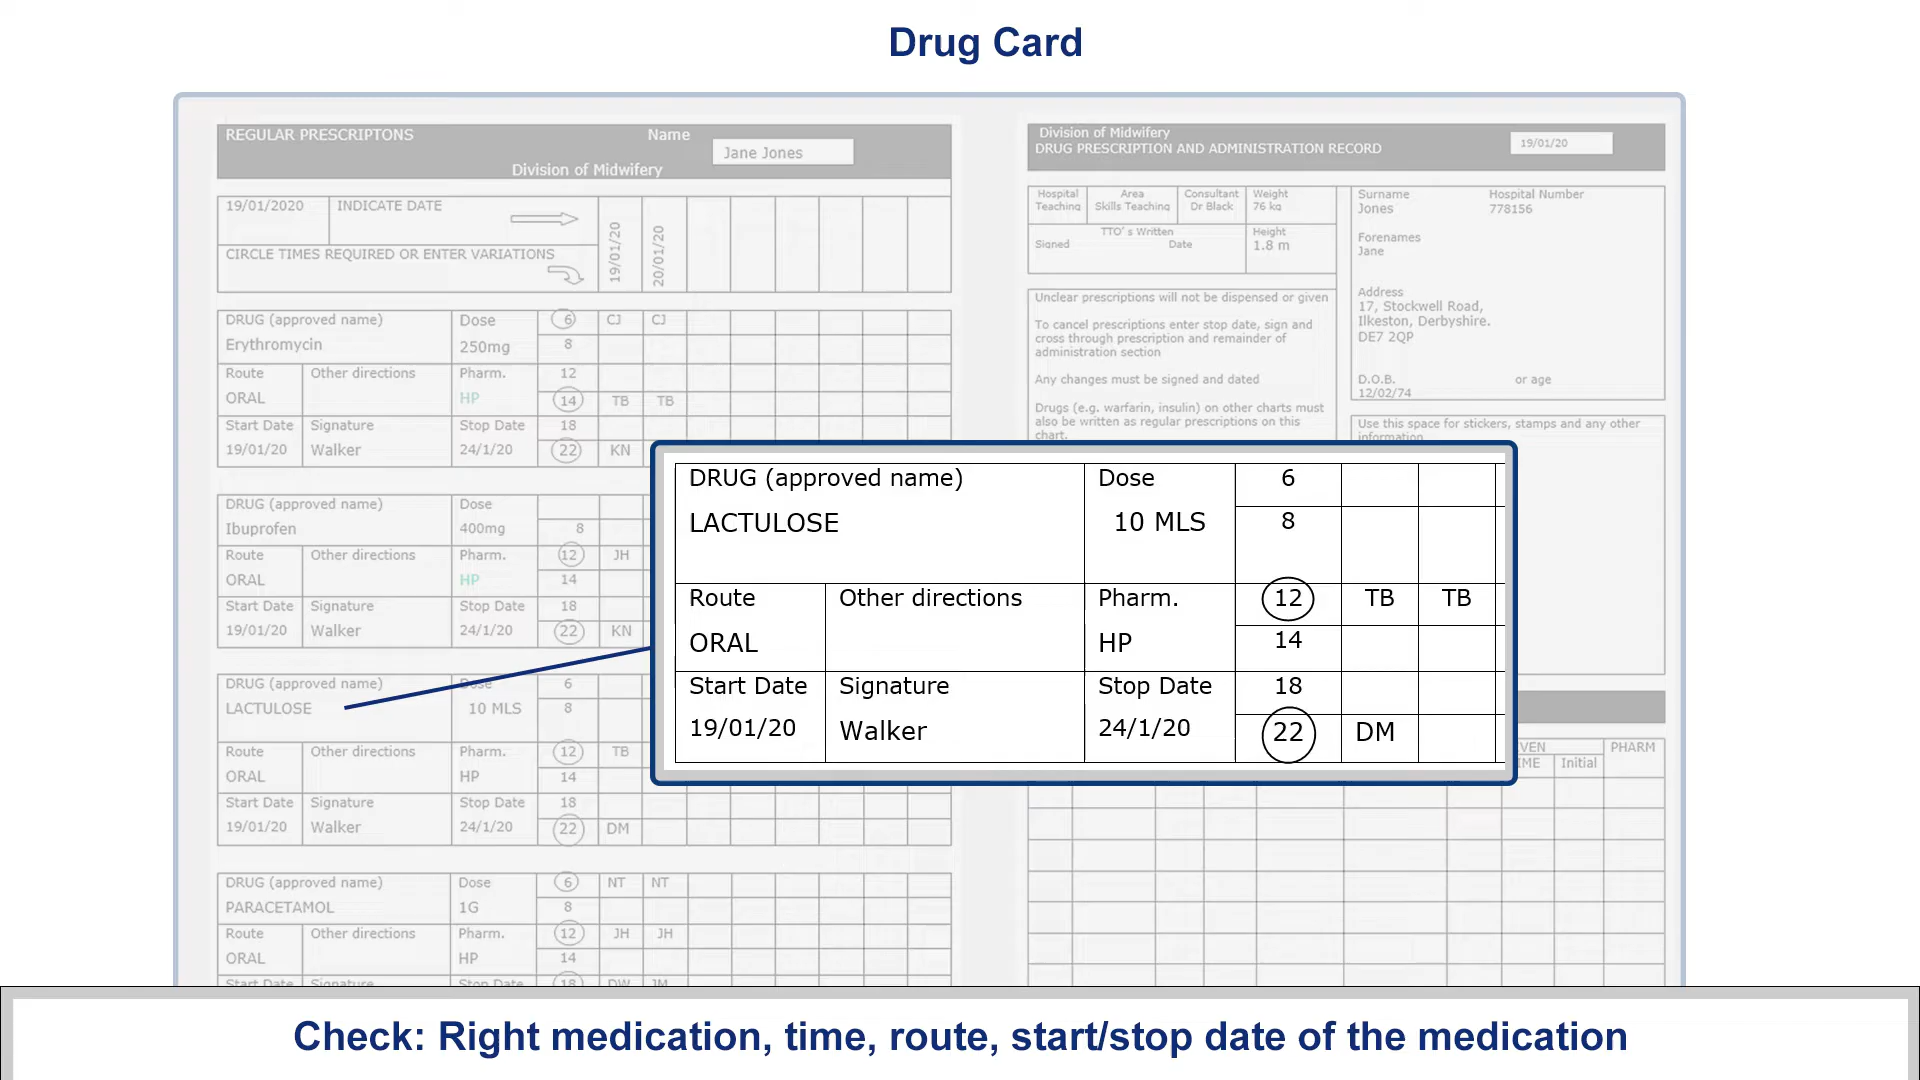 Drug Card
REGULAR PRESCRIPTONS Name Jane Jones
Division of Midwifery
19/01/2020 INDICATE DATE 19/01/20 20/01/20
CIRCLE TIMES REQUIRED OR ENTER VARIATIONS
DRUG (approved name) Dose 6 CJ CJ
Erythromycin 250mg 8
Route Other directions Pharm. 12
ORAL HP 14 TB TB
Start Date Signature Stop Date 18
19/01/20 Walker 24/1/20 22 KN
DRUG (approved name) Dose
Ibuprofen 400mg 8
Route Other directions Pharm. 12 JH
ORAL HP 14
Start Date Signature Stop Date 18
19/01/20 Walker 24/1/20 22 KN
DRUG (approved name) Dose 6
LACTULOSE 10 MLS 8
Route Other directions Pharm. 12 TB
ORAL HP 14
Start Date Signature Stop Date 18
19/01/20 Walker 24/1/20 22 DM
DRUG (approved name) Dose 6 NT NT
PARACETAMOL 1G 8
Route Other directions Pharm. 12 JH JH
ORAL HP 14
Start Date Signature Stop Date 18 DW JM
Division of Midwifery
DRUG PRESCRIPTION AND ADMINISTRATION RECORD 19/01/20
Hospital Area Consultant Weight
Teaching Skills Teaching Dr Black 76 kg
TTO' s Written Height
Signed Date 1.8 m
Surname Hospital Number
Jones 778156
Forenames
Jane
Address
17, Stockwell Road,
Ilkeston, Derbyshire.
DE7 2QP
D.O.B. or age
12/02/74
Unclear prescriptions will not be dispensed or given
To cancel prescriptions enter stop date, sign and
cross through prescription and remainder of
administration section
Any changes must be signed and dated
Drugs (e.g. warfarin, insulin) on other charts must
also be written as regular prescriptions on this
chart.
Use this space for stickers, stamps and any other
information
DRUG (approved name) Dose 6
LACTULOSE 10 MLS 8
Route Other directions Pharm. 12 TB TB
ORAL HP 14
Start Date Signature Stop Date 18
19/01/20 Walker 24/1/20 22 DM
PHARM
Initial
Check: Right medication, time, route, start/stop date of the medication